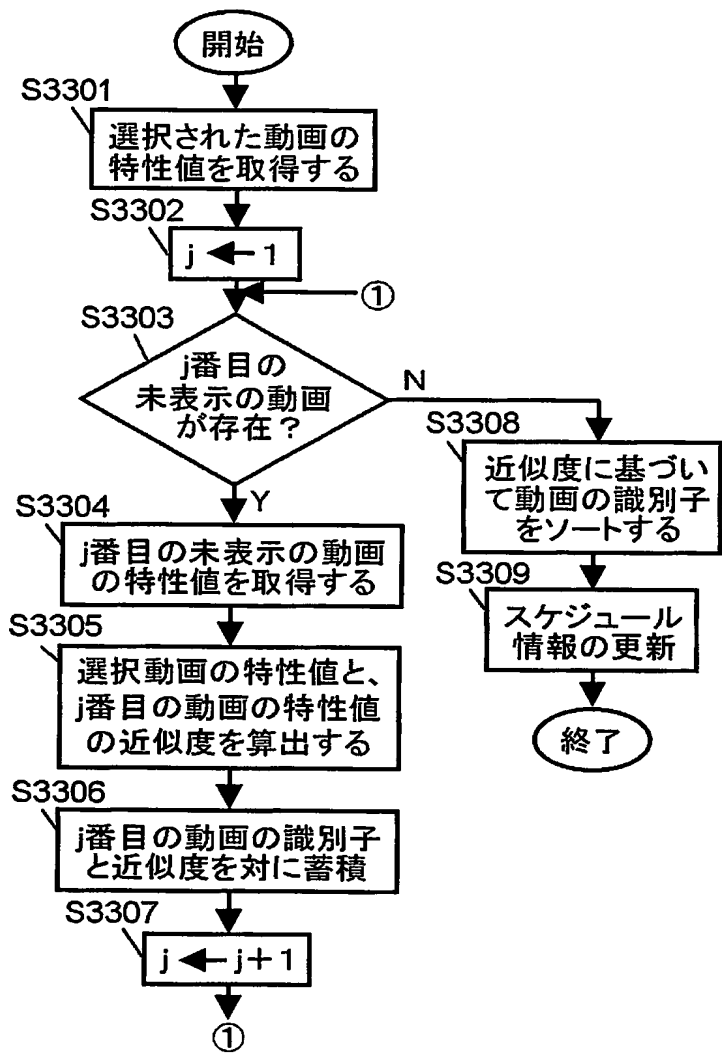 開始
S3301
選択された動画の
特性値を取得する
S3302
j ← 1
①
S3303
j番目の
未表示の動画
が存在？
N
Y
S3304
j番目の未表示の動画
の特性値を取得する
S3305
選択動画の特性値と、
j番目の動画の特性値
の近似度を算出する
S3306
j番目の動画の識別子
と近似度を対に蓄積
S3307
j ← j＋1
①
S3308
近似度に基づい
て動画の識別子
をソートする
S3309
スケジュール
情報の更新
終了